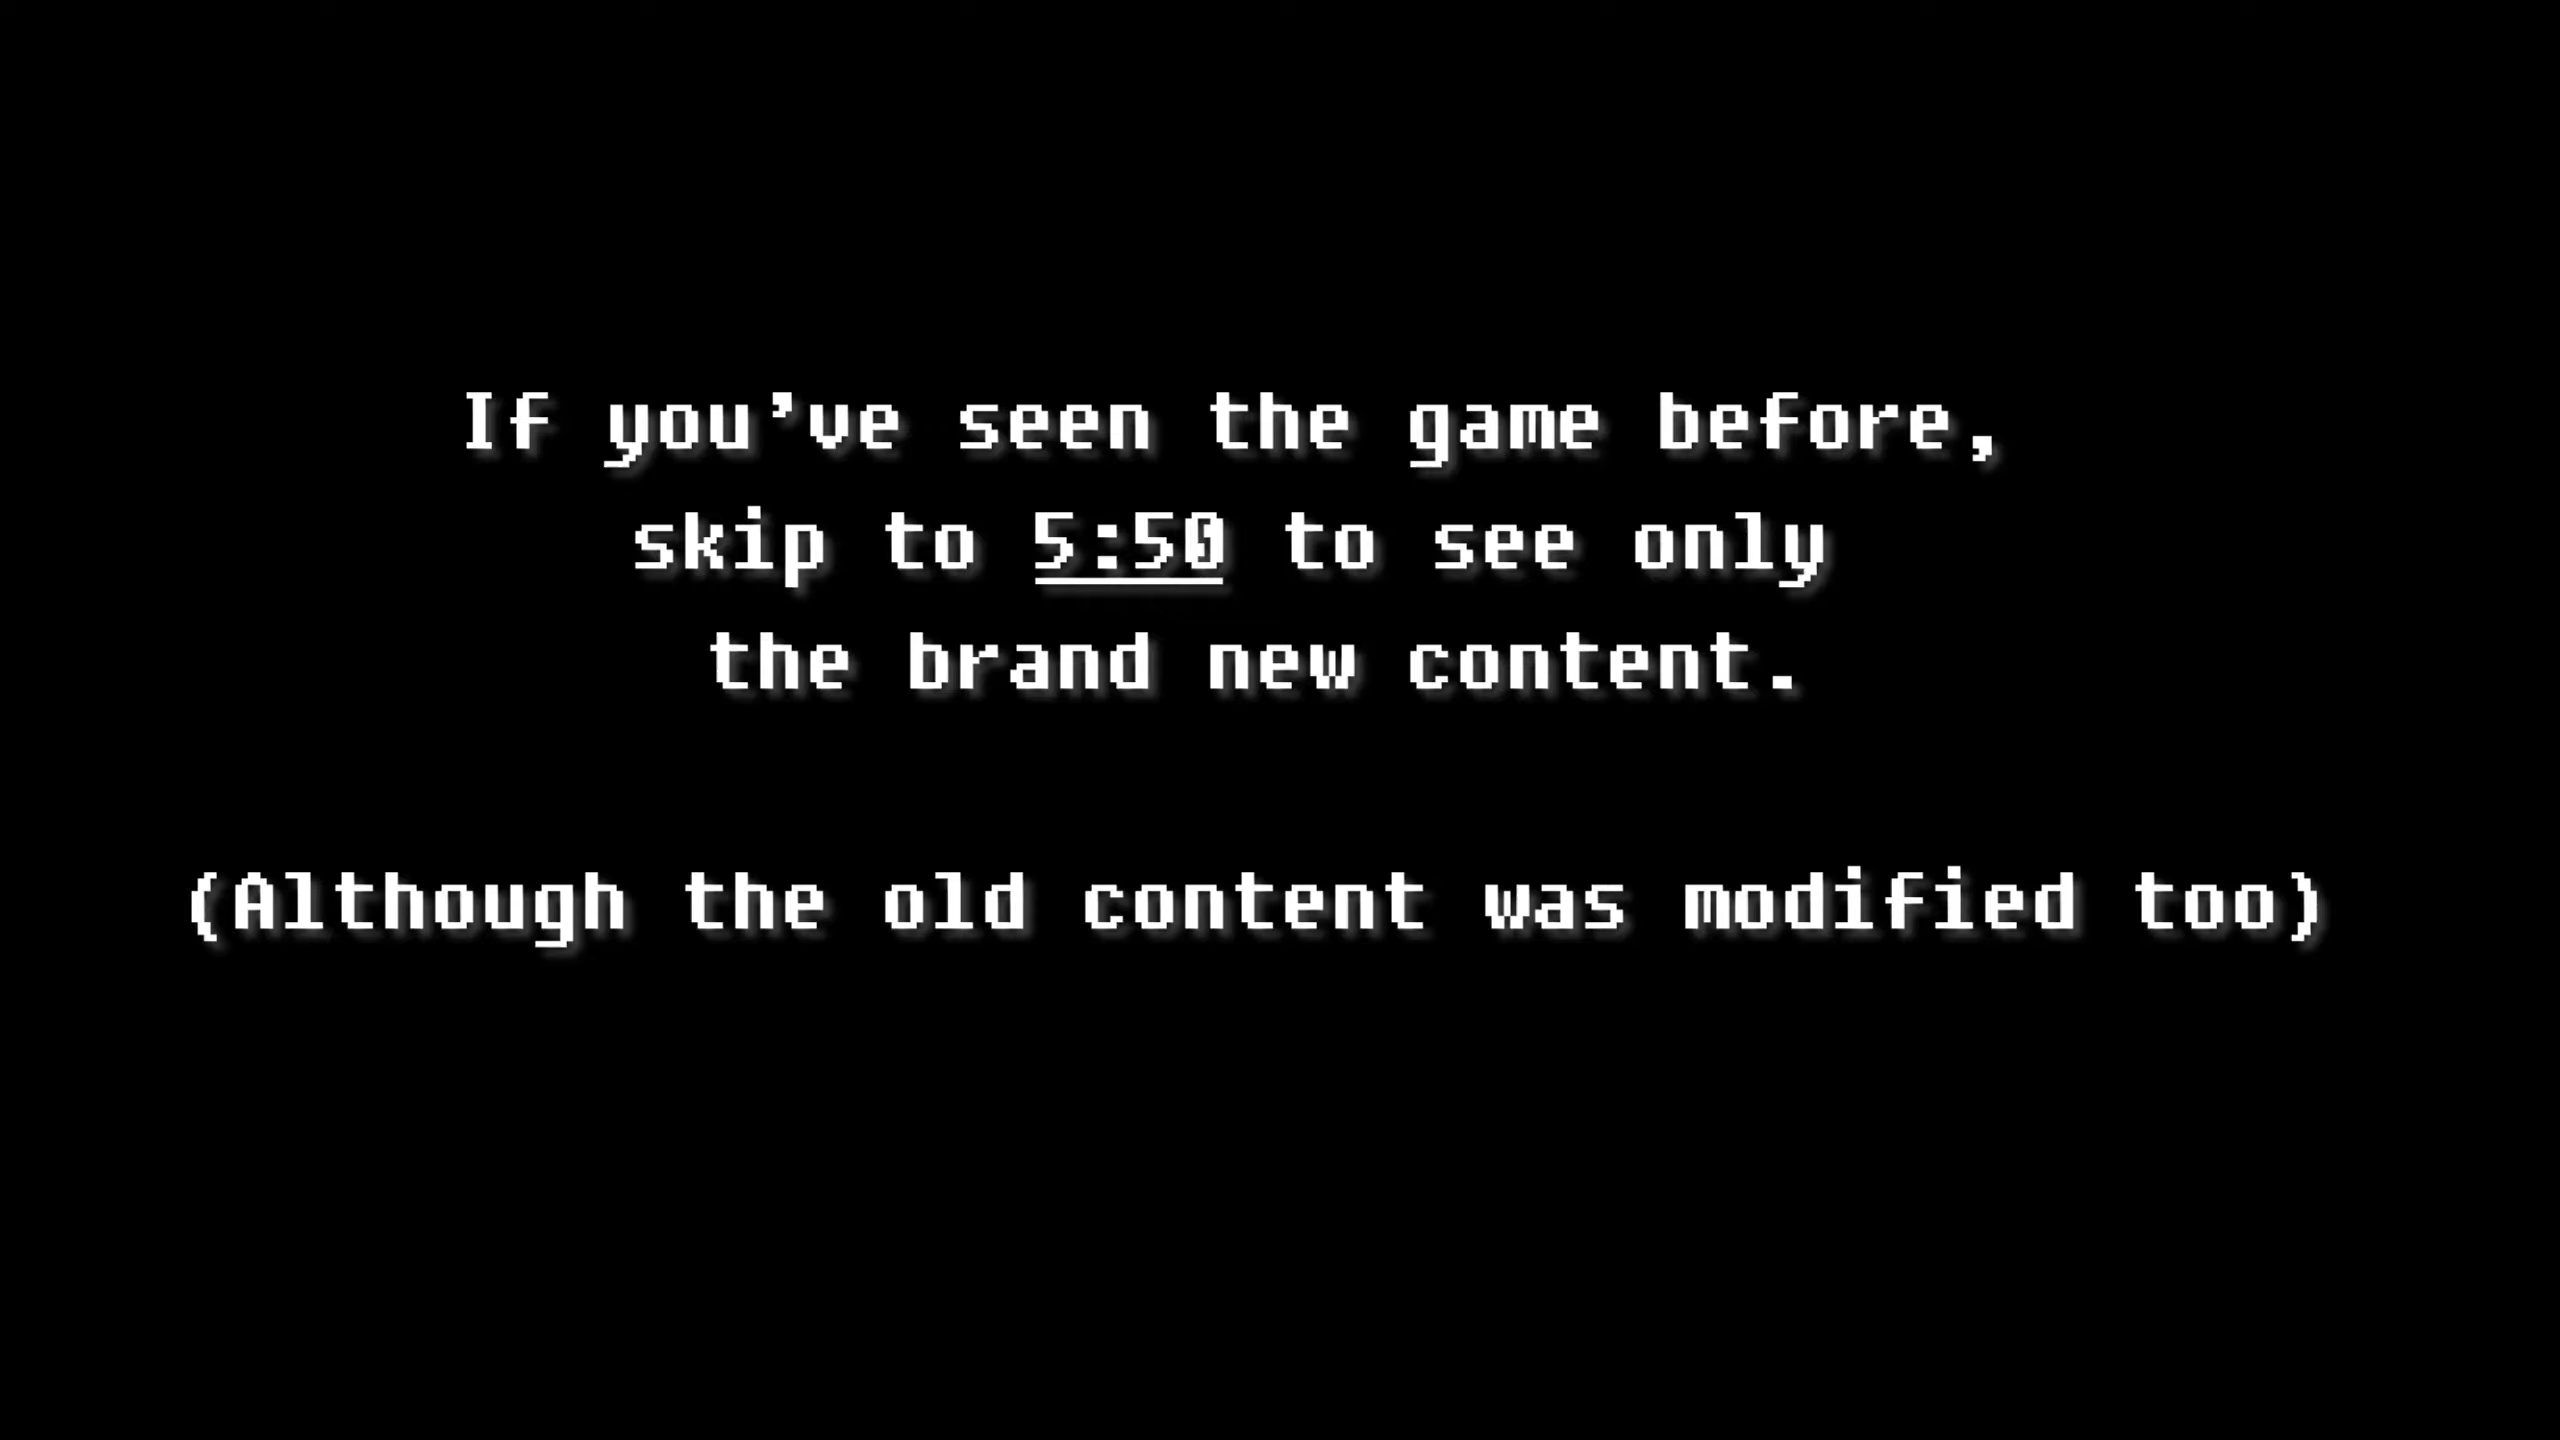 If you've seen the game before,
skip to 5:50 to see only
the brand new content.
(Although the old content was modified too)